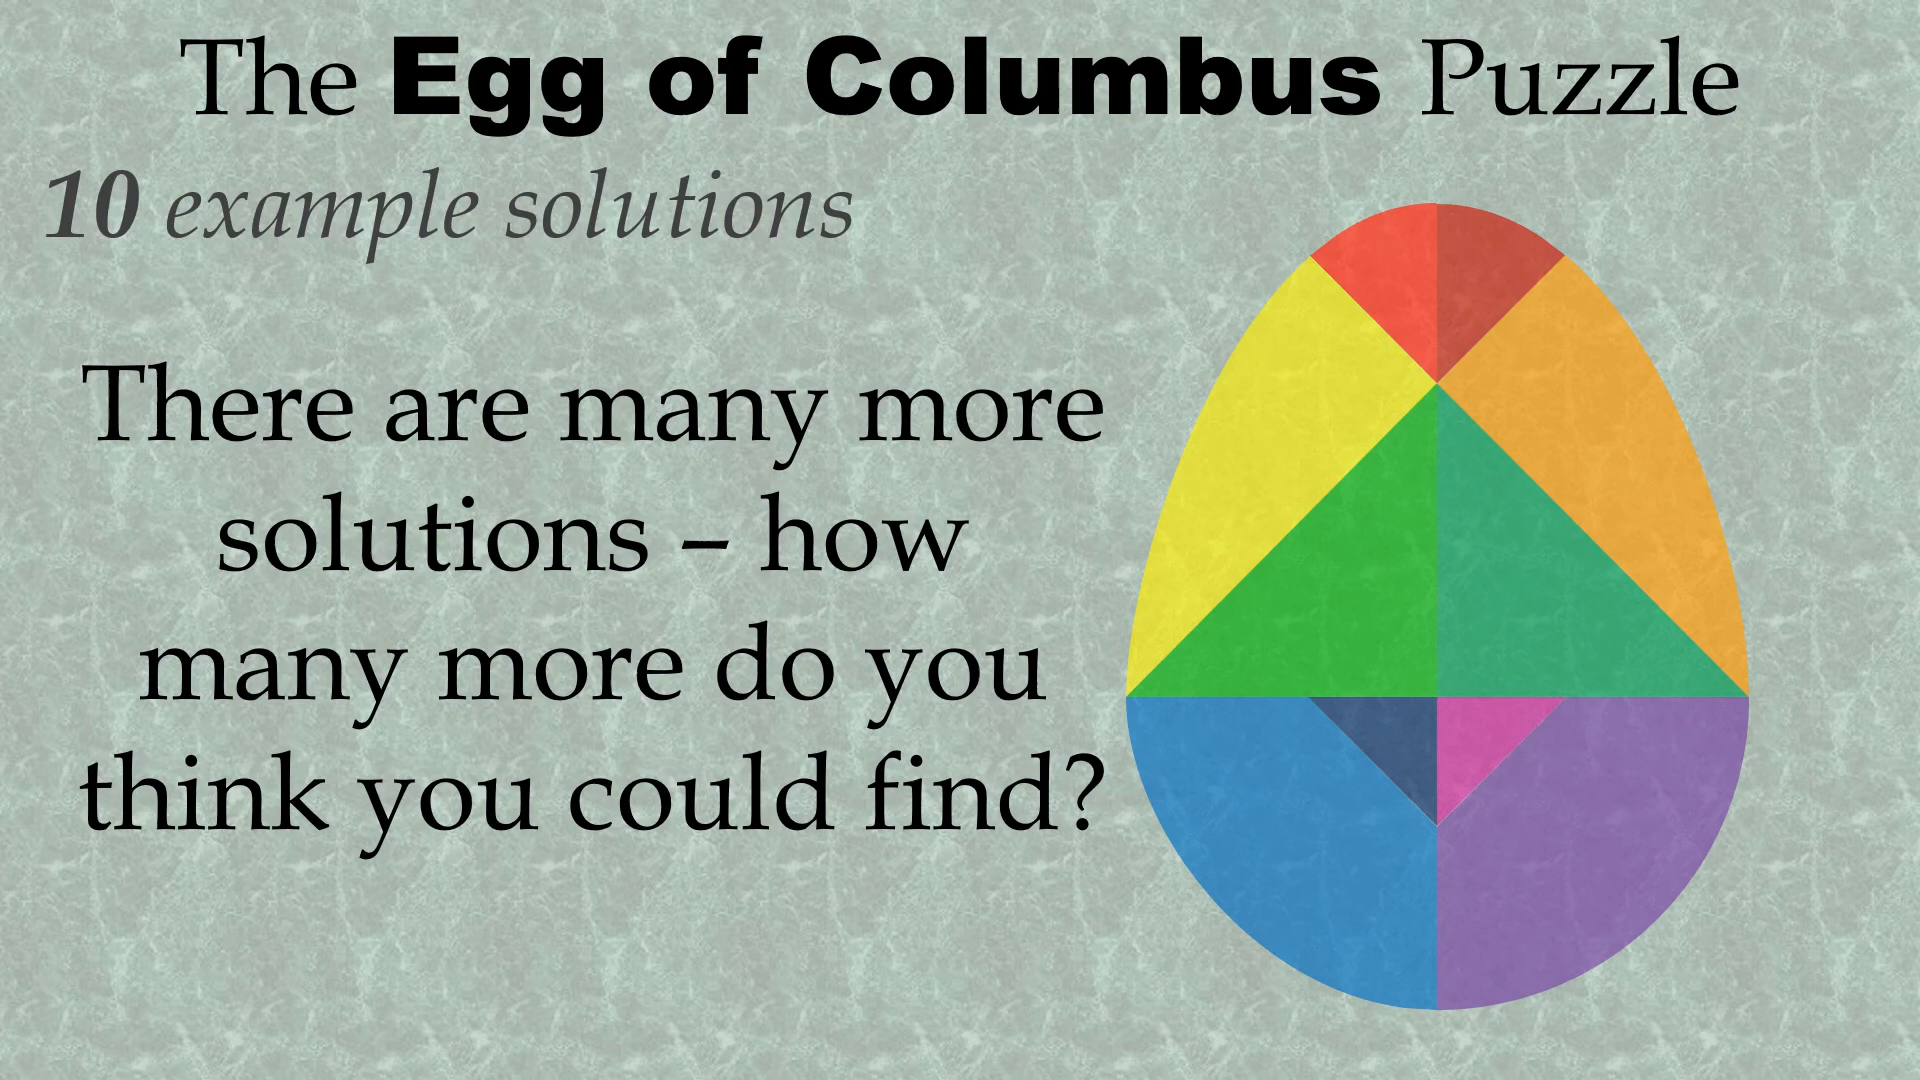 The Egg of Columbus Puzzle
10 example solutions
There are many more
solutions – how
many more do you
think you could find?